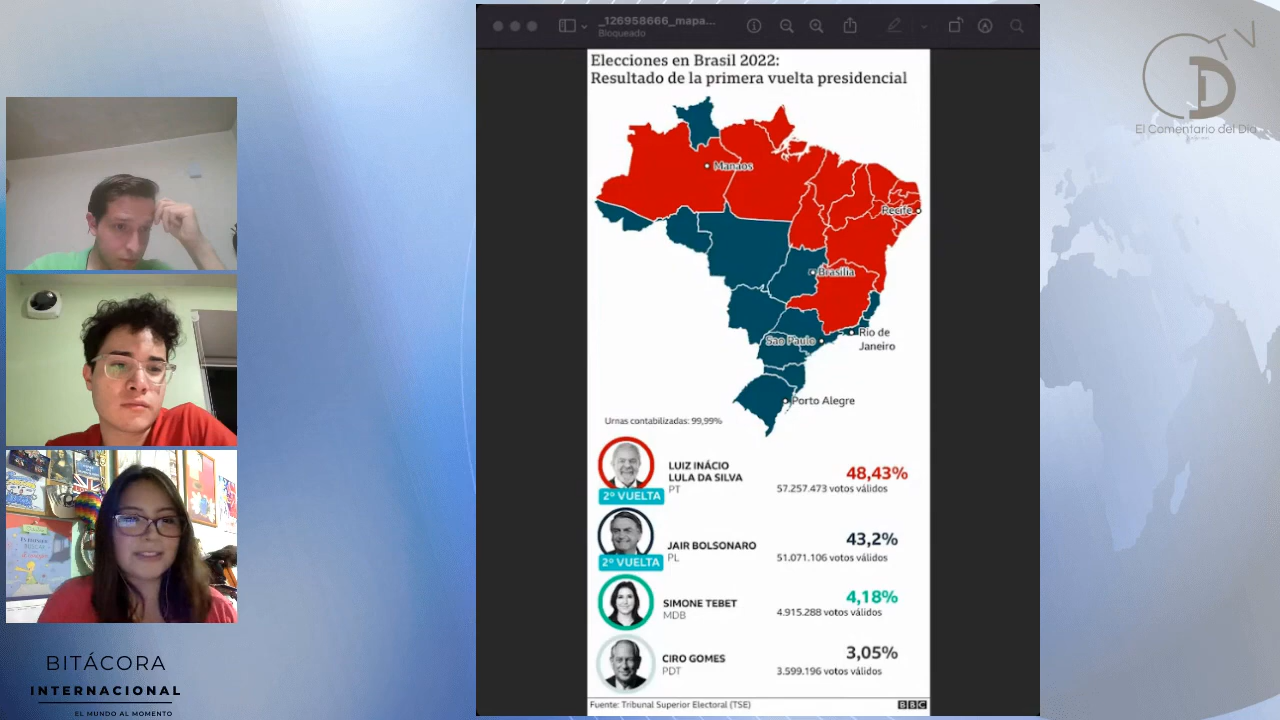 _126958666_mapa...
Bloqueado
Elecciones en Brasil 2022:
Resultado de la primera vuelta presidencial
Manaos
Recife
Brasilia
Rio de
Janeiro
Sao Paulo
Porto Alegre
Urnas contabilizadas: 99,99%
LUIZ INÁCIO
LULA DA SILVA
PT
48,43%
57.257.473 votos válidos
2º VUELTA
JAIR BOLSONARO
PL
43,2%
51.071.106 votos válidos
2º VUELTA
SIMONE TEBET
MDB
4,18%
4.915.288 votos válidos
CIRO GOMES
PDT
3,05%
3.599.196 votos válidos
Fuente: Tribunal Superior Electoral (TSE)
BBC
TV
CD
El Comentario del Día
BITÁCORA
INTERNACIONAL
EL MUNDO AL MOMENTO